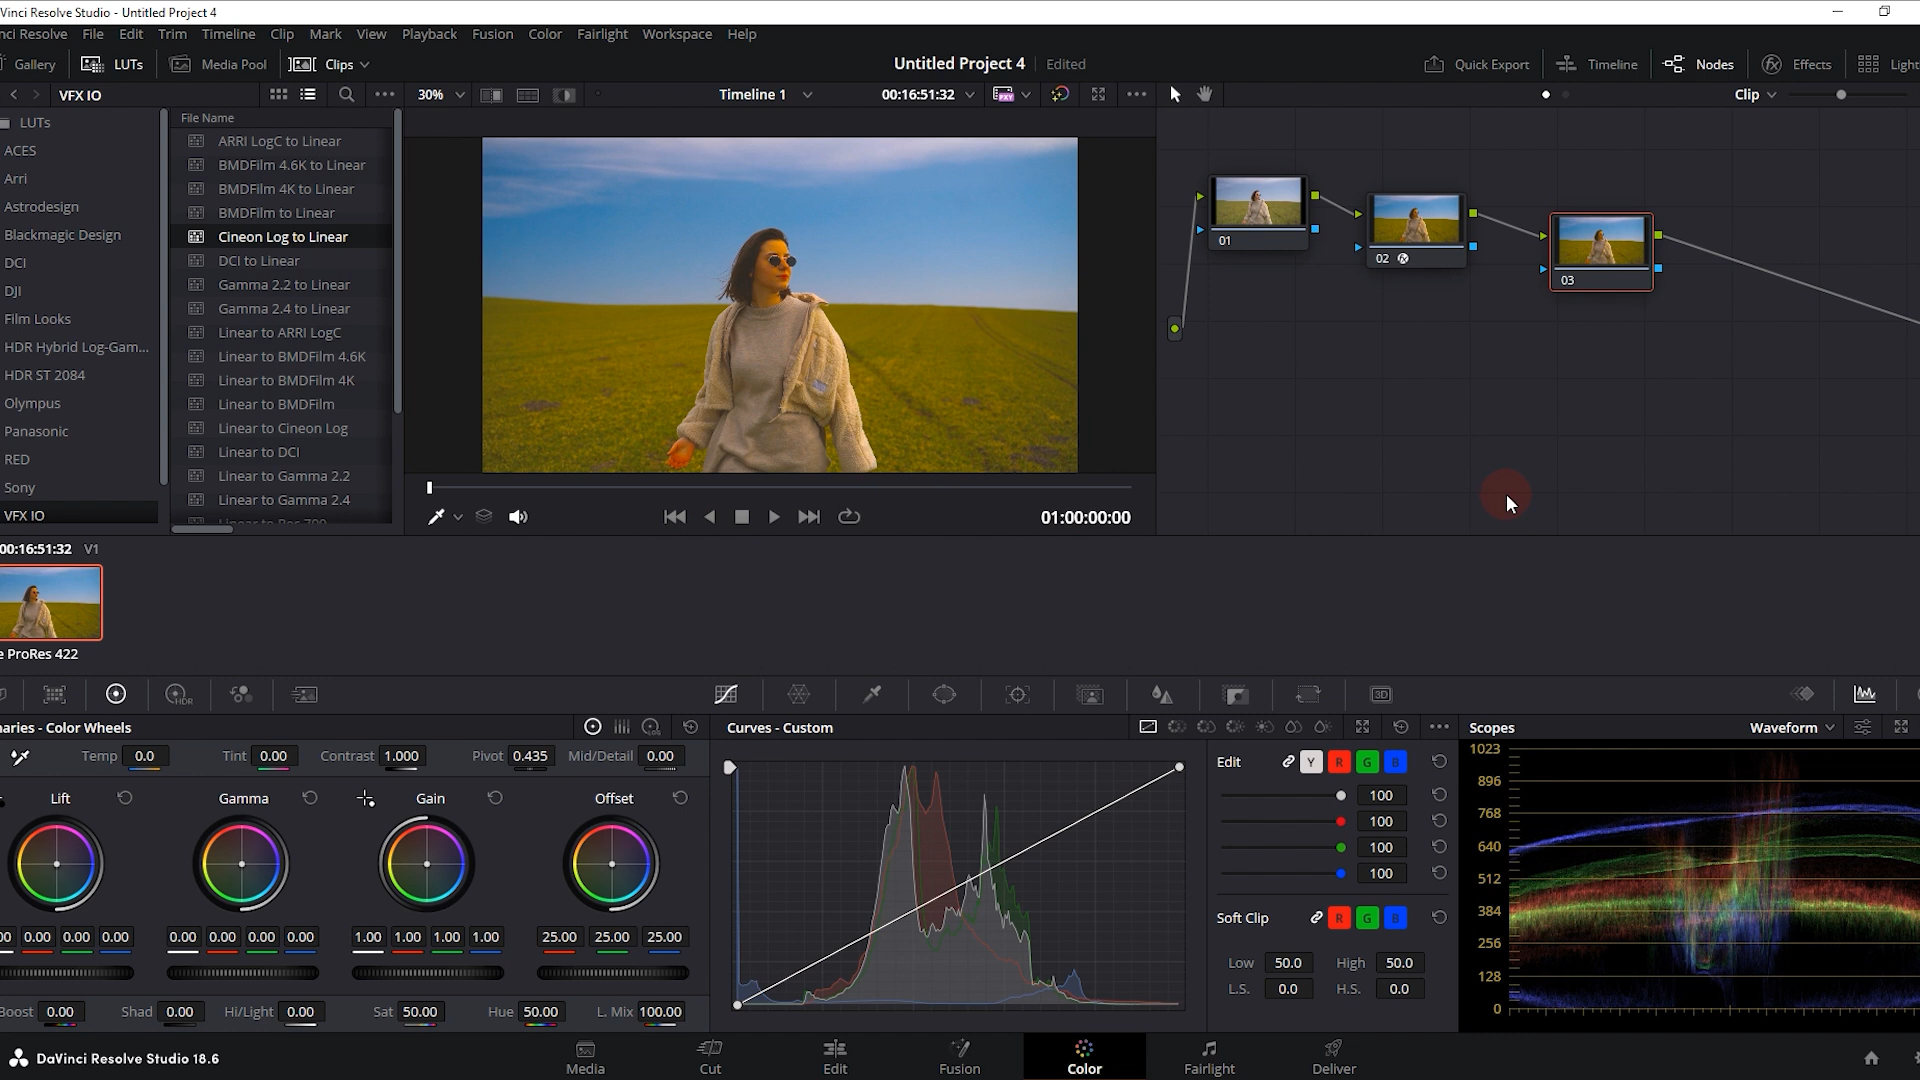 Vinci Resolve Studio - Untitled Project 4
nci Resolve File Edit Trim Timeline Clip Mark View Playback Fusion Color Fairlight Workspace Help
Gallery LUTs Media Pool Clips Untitled Project 4 Edited Quick Export Timeline Nodes Effects Light
VFX IO 30% Timeline 1 00:16:51:32 Clip
LUTs
ACES
Arri
Astrodesign
Blackmagic Design
DCI
DJI
Film Looks
HDR Hybrid Log-Gam...
HDR ST 2084
Olympus
Panasonic
RED
Sony
VFX IO
File Name
ARRI LogC to Linear
BMDFilm 4.6K to Linear
BMDFilm 4K to Linear
BMDFilm to Linear
Cineon Log to Linear
DCI to Linear
Gamma 2.2 to Linear
Gamma 2.4 to Linear
Linear to ARRI LogC
Linear to BMDFilm 4.6K
Linear to BMDFilm 4K
Linear to BMDFilm
Linear to Cineon Log
Linear to DCI
Linear to Gamma 2.2
Linear to Gamma 2.4
Linear to Rec 709
01:00:00:00
01
02
03
00:16:51:32 V1
e ProRes 422
HDR
3D
naries - Color Wheels
Temp 0.0 Tint 0.00 Contrast 1.000 Pivot 0.435 Mid/Detail 0.00
Lift Gamma Gain Offset
00 0.00 0.00 0.00 0.00 0.00 0.00 0.00 1.00 1.00 1.00 1.00 25.00 25.00 25.00
Boost 0.00 Shad 0.00 Hi/Light 0.00 Sat 50.00 Hue 50.00 L. Mix 100.00
Curves - Custom
Edit Y R G B
100
100
100
100
Soft Clip R G B
Low 50.0 High 50.0
L.S. 0.0 H.S. 0.0
Scopes Waveform
1023
896
768
640
512
384
256
128
0
DaVinci Resolve Studio 18.6
Media Cut Edit Fusion Color Fairlight Deliver